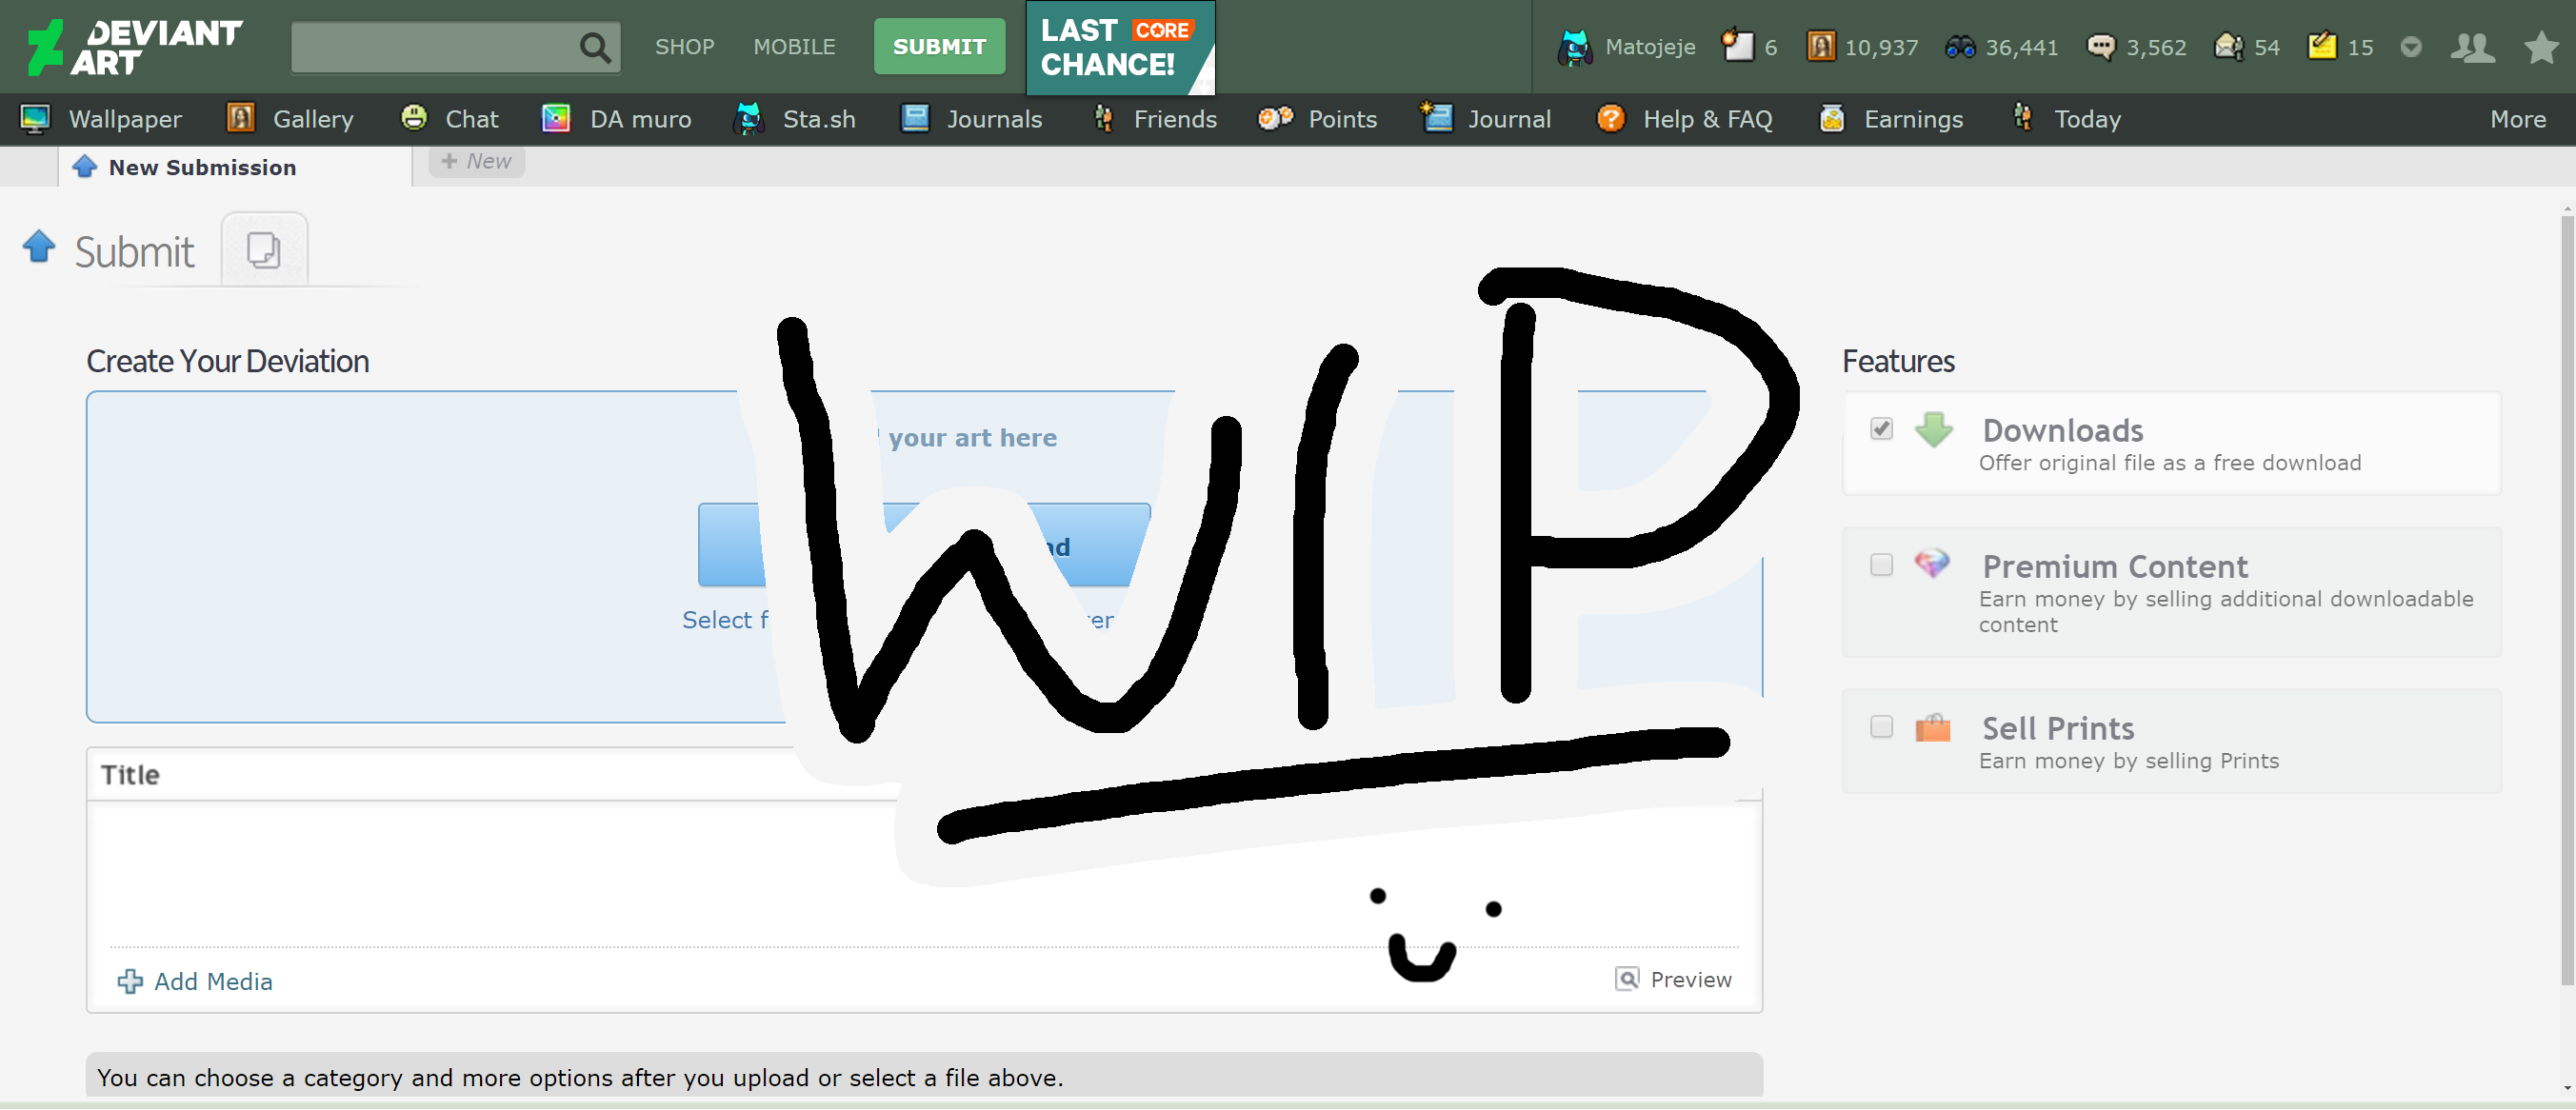 DEVIANT ART
SHOP MOBILE SUBMIT
LAST CORE CHANCE!
Matojeje 6 10,937 36,441 3,562 54 15
Wallpaper Gallery Chat DA muro Sta.sh Journals Friends Points Journal Help & FAQ Earnings Today More
New Submission + New
Submit
Create Your Deviation
your art here
Select
WIP
Title
Add Media
Preview
You can choose a category and more options after you upload or select a file above.
Features
Downloads
Offer original file as a free download
Premium Content
Earn money by selling additional downloadable
content
Sell Prints
Earn money by selling Prints